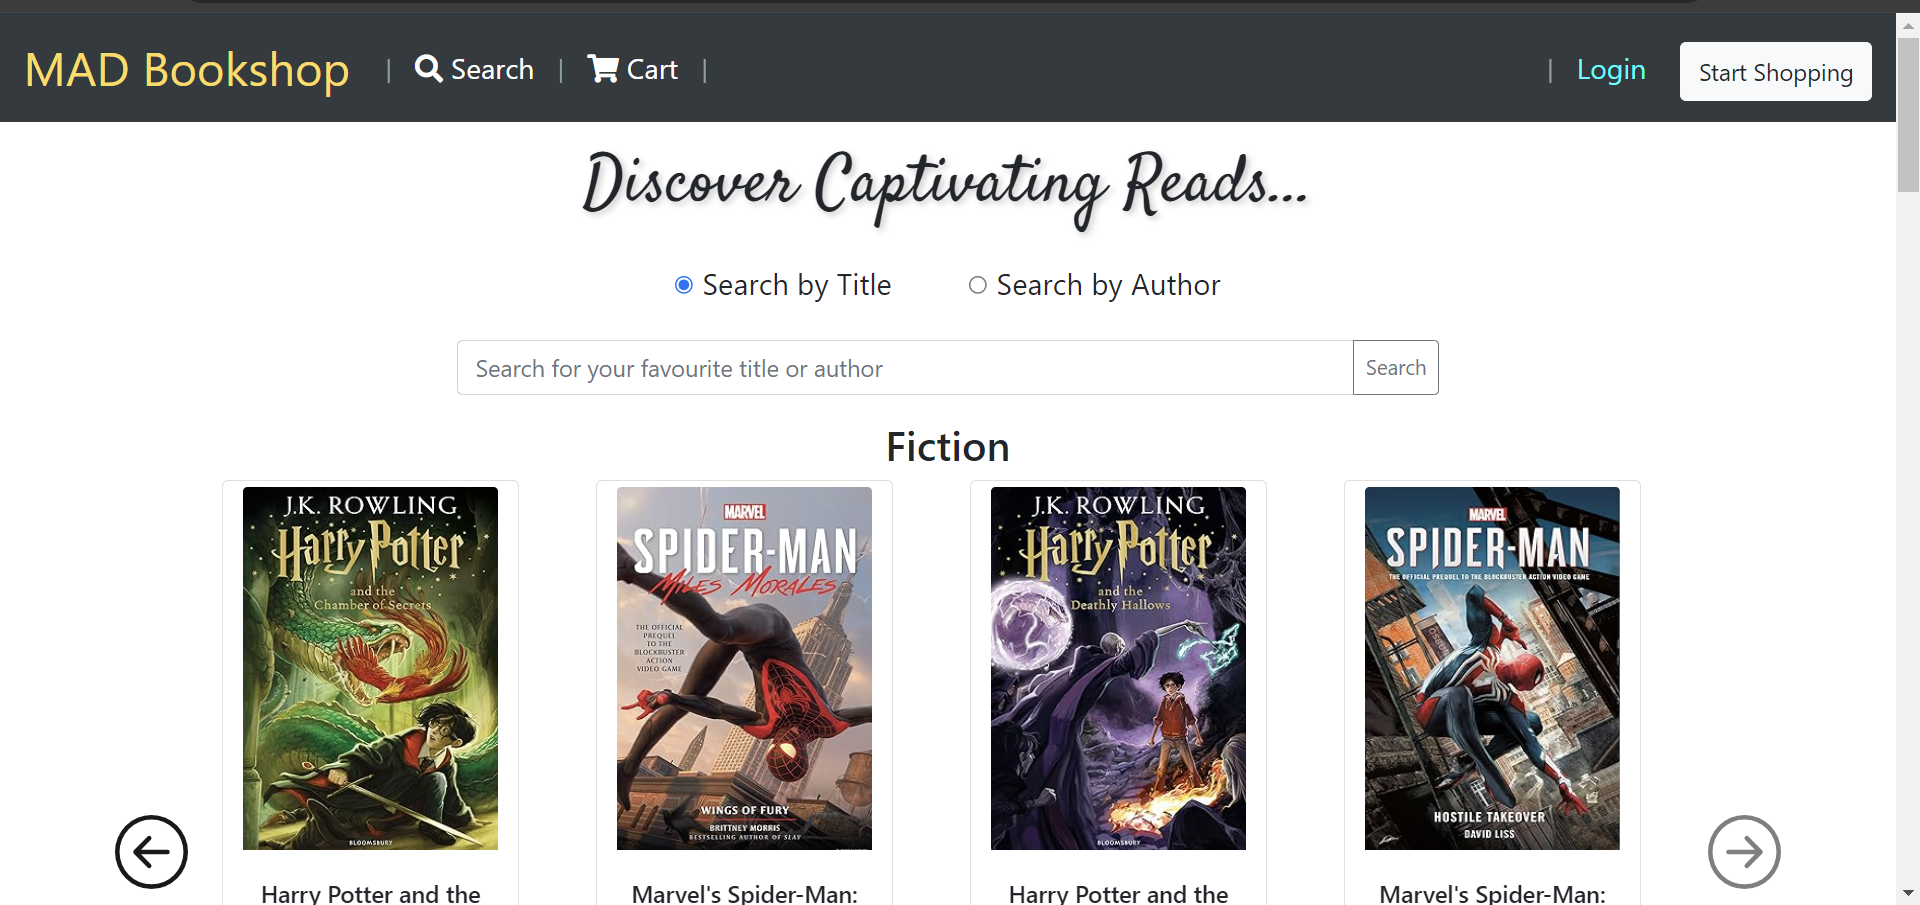 MAD Bookshop | Search | Cart | | Login Start Shopping
Discover Captivating Reads...
Search by Title Search by Author
Search for your favourite title or author Search
Fiction
J.K. ROWLING
Harry Potter
and the
Chamber of Secrets
BLOOMSBURY
Harry Potter and the
MARVEL
SPIDER-MAN
MILES MORALES
THE OFFICIAL
PREQUEL
TO THE
BLOCKBUSTER
ACTION
VIDEO GAME
WINGS OF FURY
BRITTNEY MORRIS
BESTSELLING AUTHOR OF SLAY
Marvel's Spider-Man:
J.K. ROWLING
Harry Potter
and the
Deathly Hallows
BLOOMSBURY
Harry Potter and the
MARVEL
SPIDER-MAN
THE OFFICIAL PREQUEL TO THE BLOCKBUSTER ACTION VIDEO GAME
HOSTILE TAKEOVER
DAVID LISS
Marvel's Spider-Man: